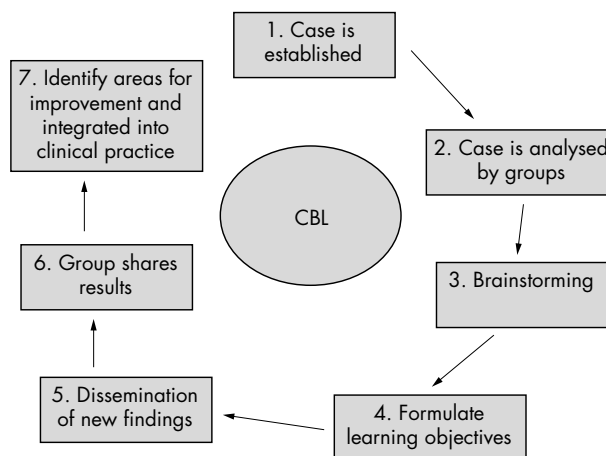 1. Case is
established
2. Case is analysed
by groups
3. Brainstorming
4. Formulate
learning objectives
5. Dissemination
of new findings
6. Group shares
results
7. Identify areas for
improvement and
integrated into
clinical practice
CBL